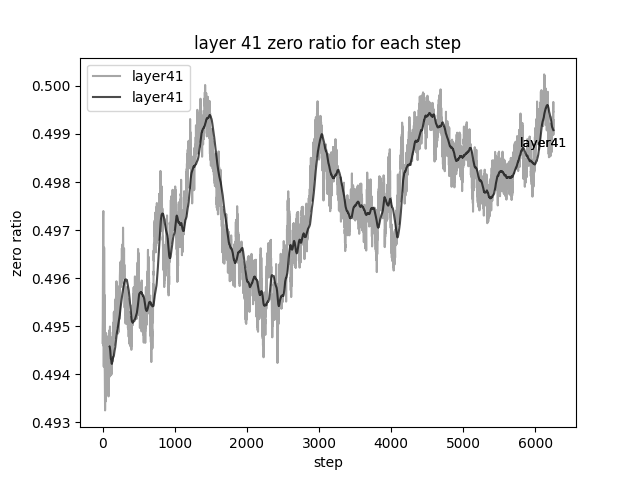 layer 41 zero ratio for each step
layer41
layer41
0.500
0.499
0.498
0.497
0.496
0.495
0.494
0.493
zero ratio
layer41
0 1000 2000 3000 4000 5000 6000
step